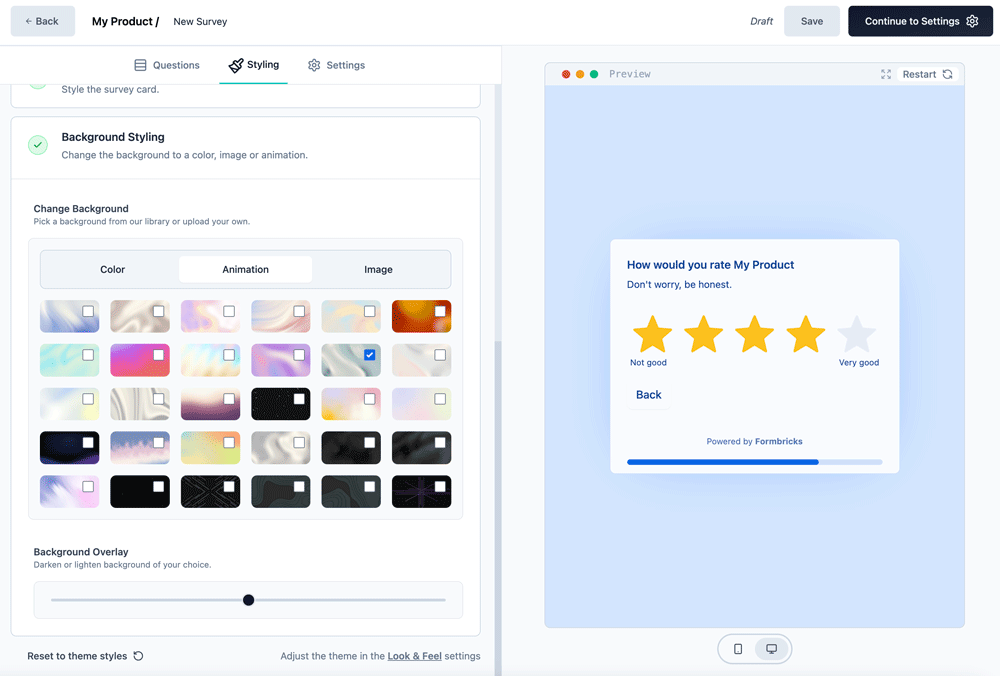 ← Back
My Product /
New Survey
Draft
Save
Continue to Settings
Questions
Styling
Settings
Style the survey card.
Background Styling
Change the background to a color, image or animation.
Change Background
Pick a background from our library or upload your own.
Color
Animation
Image
Background Overlay
Darken or lighten background of your choice.
Reset to theme styles
Adjust the theme in the Look & Feel settings
Preview
Restart
How would you rate My Product
Don't worry, be honest.
Not good
Very good
Back
Powered by Formbricks